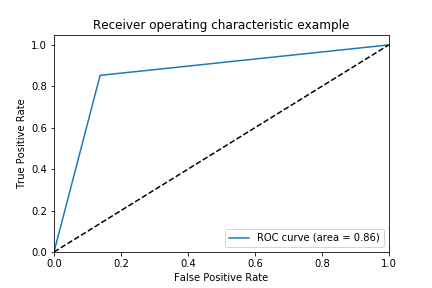 Receiver operating characteristic example
1.0
0.8
0.6
0.4
0.2
0.0
True Positive Rate
ROC curve (area = 0.86)
0.0 0.2 0.4 0.6 0.8 1.0
False Positive Rate